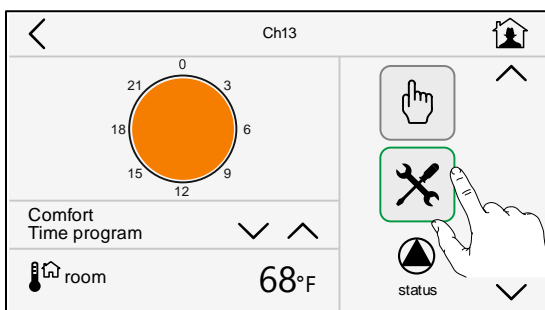 Ch13
0
21 3
18 6
15 9
12
Comfort
Time program
room 68°F
status